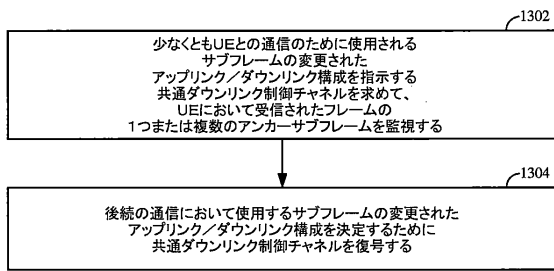 1302
少なくともUEとの通信のために使用される
サブフレームの変更された
アップリンク／ダウンリンク構成を指示する
共通ダウンリンク制御チャネルを求めて、
UEにおいて受信されたフレームの
1つまたは複数のアンカーサブフレームを監視する
1304
後続の通信において使用するサブフレームの変更された
アップリンク／ダウンリンク構成を決定するために
共通ダウンリンク制御チャネルを復号する